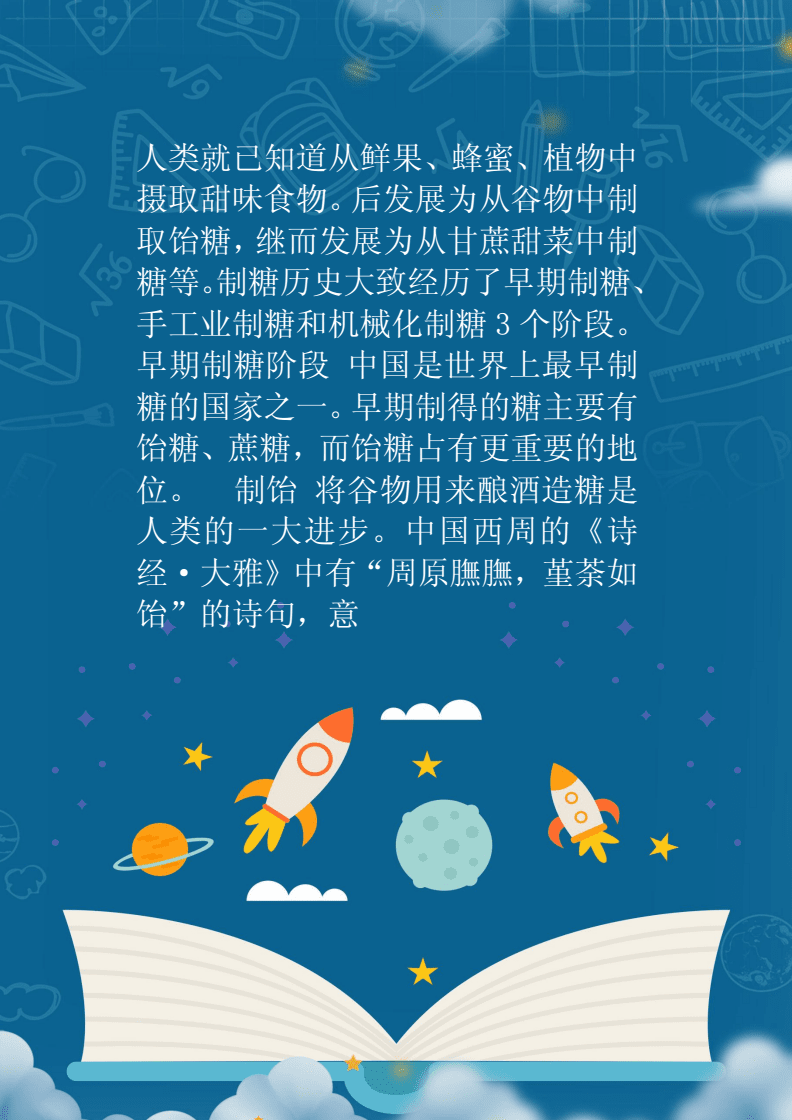 人类就已知道从鲜果、蜂蜜、植物中
摄取甜味食物。后发展为从谷物中制
取饴糖，继而发展为从甘蔗甜菜中制
糖等。制糖历史大致经历了早期制糖、
手工业制糖和机械化制糖 3 个阶段。
早期制糖阶段 中国是世界上最早制
糖的国家之一。早期制得的糖主要有
饴糖、蔗糖，而饴糖占有更重要的地
位。 制饴 将谷物用来酿酒造糖是
人类的一大进步。中国西周的《诗
经·大雅》中有“周原膴膴，堇荼如
饴”的诗句，意
√9
√16
√36